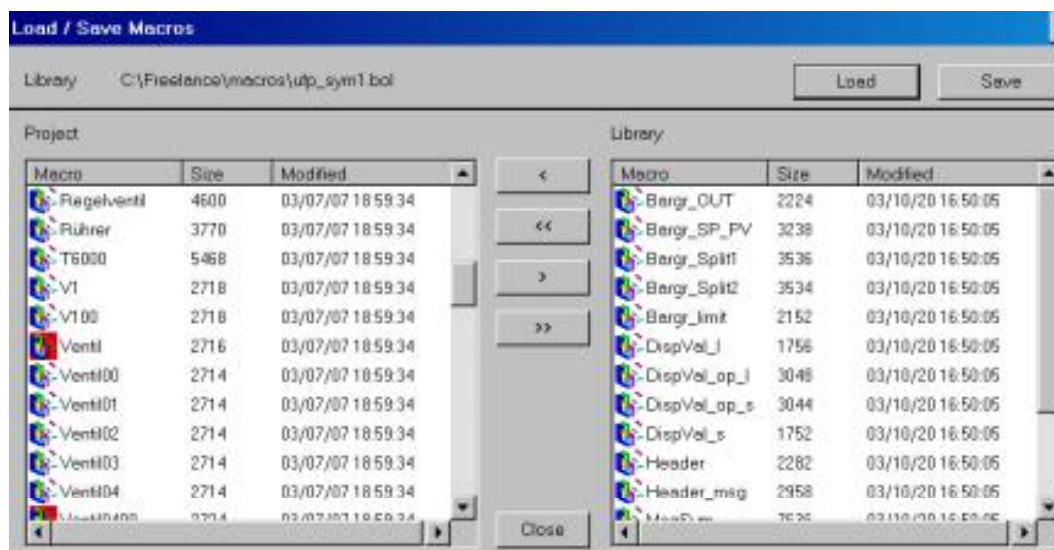 Load / Save Macros
Library C:\Freelance\macros\utp_sym1.bol Load Save
Project Library
Macro Size Modified < Macro Size Modified
Regelventil 4600 03/07/07 18:59:34 Bargr_OUT 2224 03/10/20 16:50:05
Rührer 3770 03/07/07 18:59:34 << Bargr_SP_PV 3238 03/10/20 16:50:05
T6000 5468 03/07/07 18:59:34 Bargr_Split1 3536 03/10/20 16:50:05
V1 2718 03/07/07 18:59:34 > Bargr_Split2 3534 03/10/20 16:50:05
V100 2718 03/07/07 18:59:34 >> Bargr_limit 2152 03/10/20 16:50:05
Ventil 2716 03/07/07 18:59:34 DispVal_l 1756 03/10/20 16:50:05
Ventil00 2714 03/07/07 18:59:34 DispVal_op_l 3048 03/10/20 16:50:05
Ventil01 2714 03/07/07 18:59:34 DispVal_op_s 3044 03/10/20 16:50:05
Ventil02 2714 03/07/07 18:59:34 DispVal_s 1752 03/10/20 16:50:05
Ventil03 2714 03/07/07 18:59:34 Header 2282 03/10/20 16:50:05
Ventil04 2714 03/07/07 18:59:34 Header_msg 2958 03/10/20 16:50:05
Close